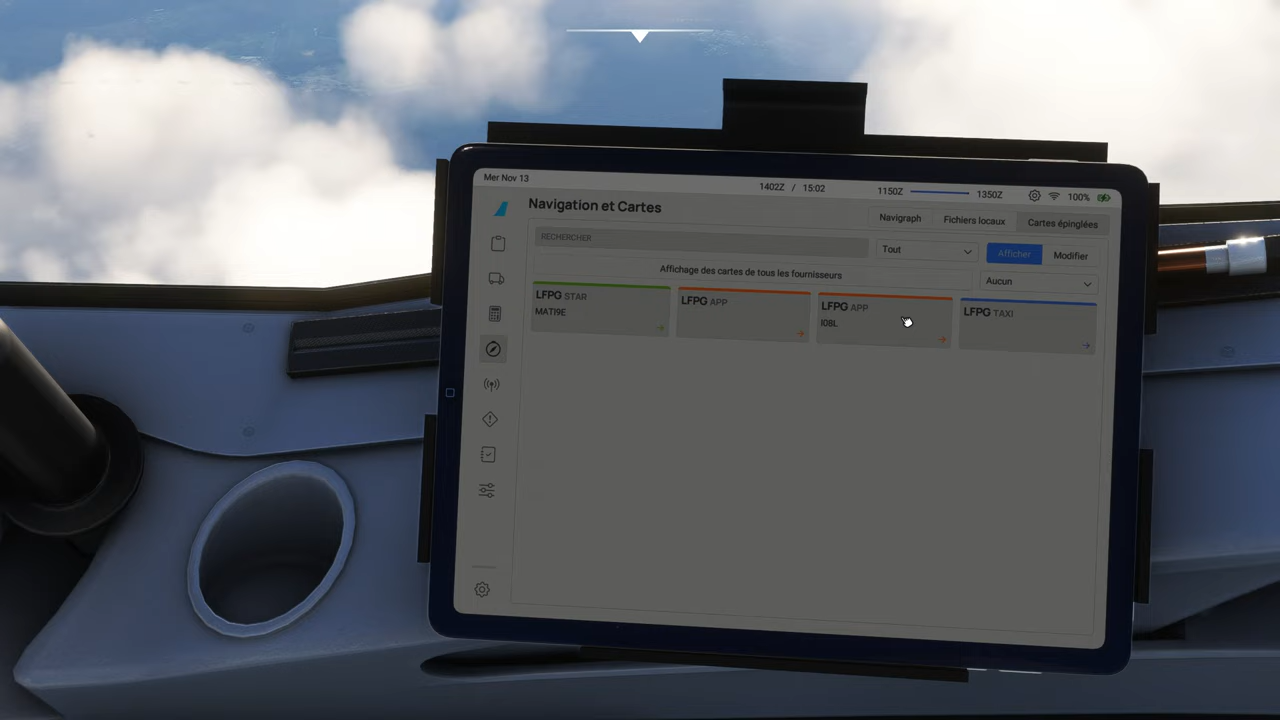 Mer Nov 13
1402Z / 15:02
1150Z
1350Z
100%
Navigation et Cartes
Navigraph
Fichiers locaux
Cartes épinglées
RECHERCHER
Tout
Afficher
Modifier
Affichage des cartes de tous les fournisseurs
Aucun
LFPG STAR
MATI9E
LFPG APP
LFPG APP
I08L
LFPG TAXI